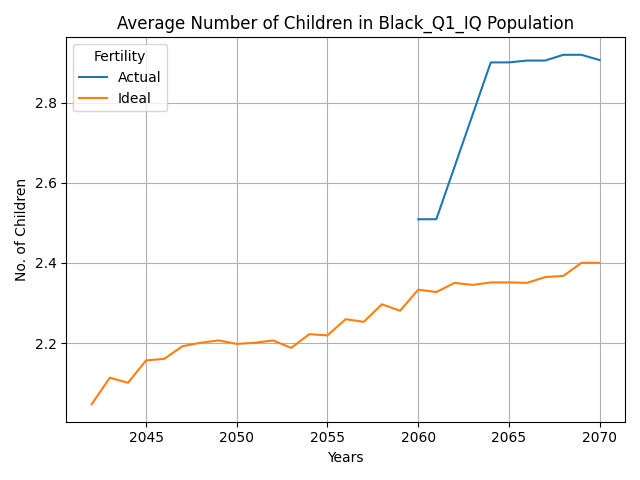 Average Number of Children in Black_Q1_IQ Population
Fertility
Actual
Ideal
No. of Children
2.8
2.6
2.4
2.2
2045 2050 2055 2060 2065 2070
Years